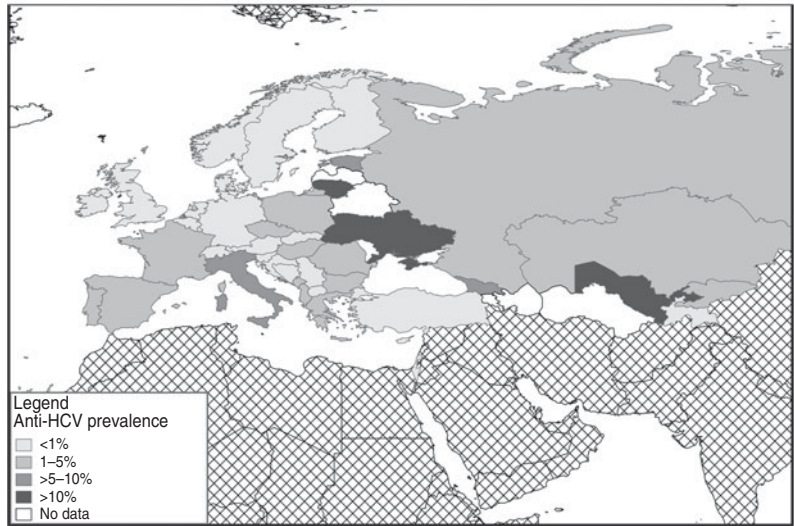 Legend
Anti-HCV prevalence
<1%
1–5%
>5–10%
>10%
No data